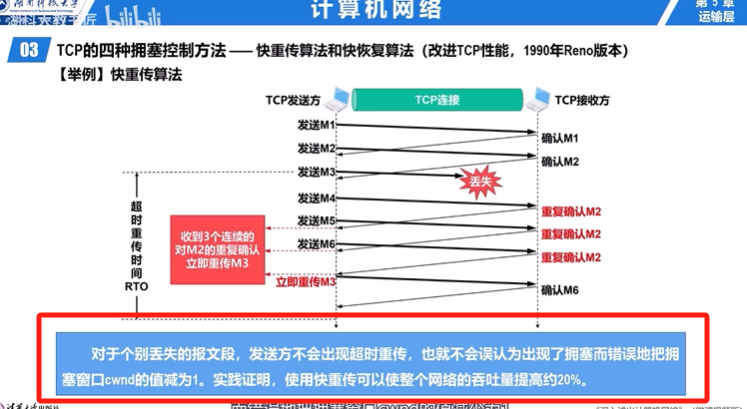 湖南科技大学
计算机网络
第 5 章
运输层
bilibili
03 TCP的四种拥塞控制方法 —— 快重传算法和快恢复算法（改进TCP性能，1990年Reno版本）
【举例】快重传算法
TCP发送方
TCP连接
TCP接收方
发送M1
确认M1
发送M2
确认M2
发送M3
丢失
发送M4
重复确认M2
发送M5
重复确认M2
发送M6
重复确认M2
超时重传时间
RTO
收到3个连续的
对M2的重复确认
立即重传M3
立即重传M3
确认M6
对于个别丢失的报文段，发送方不会出现超时重传，也就不会误认为出现了拥塞而错误地把拥
塞窗口cwnd的值减为1。实践证明，使用快重传可以使整个网络的吞吐量提高约20%。
清华大学出版社